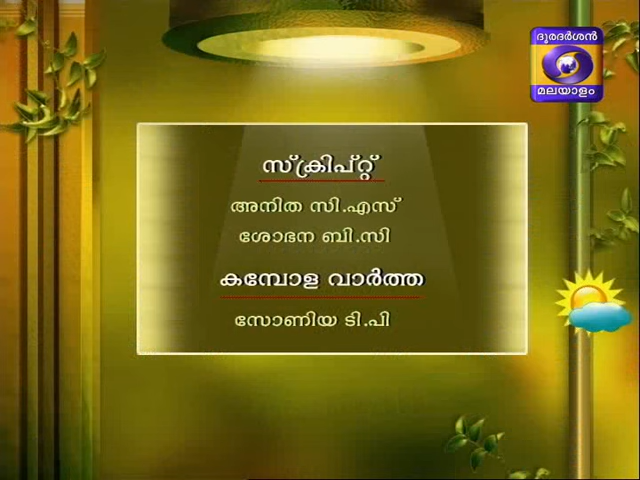 ദൂരദർശൻ
മലയാളം
സ്ക്രിപ്റ്റ്
അനിത സി.എസ്
ശോഭന ബി.സി
കമ്പോള വാർത്ത
സോണിയ ടി.പി